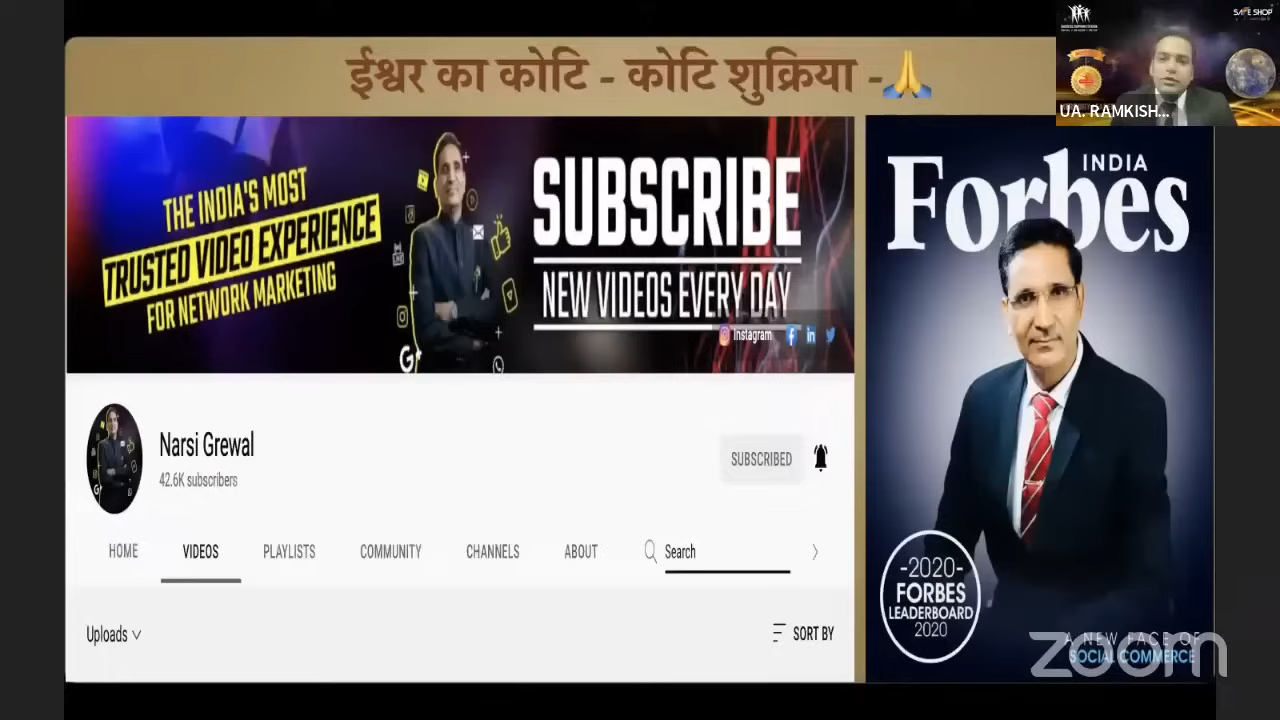 ईश्वर का कोटि - कोटि शुक्रिया -🙏
SAFE SHOP
UA. RAMKISH...
THE INDIA'S MOST
TRUSTED VIDEO EXPERIENCE
FOR NETWORK MARKETING
SUBSCRIBE
NEW VIDEOS EVERY DAY
Instagram
Narsi Grewal
42.6K subscribers
SUBSCRIBED
HOME VIDEOS PLAYLISTS COMMUNITY CHANNELS ABOUT Search
Uploads
SORT BY
INDIA
Forbes
-2020-
FORBES
LEADERBOARD
2020
A NEW FACE OF
SOCIAL COMMERCE
zoom